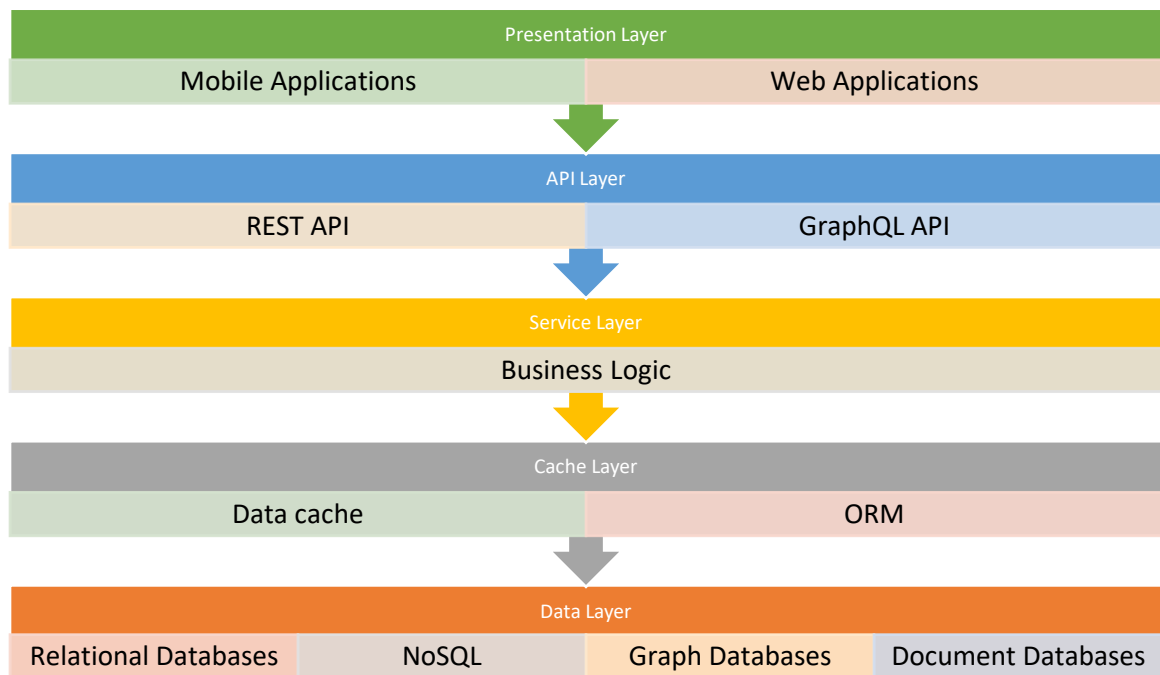 Presentation Layer
Mobile Applications
Web Applications
API Layer
REST API
GraphQL API
Service Layer
Business Logic
Cache Layer
Data cache
ORM
Data Layer
Relational Databases
NoSQL
Graph Databases
Document Databases